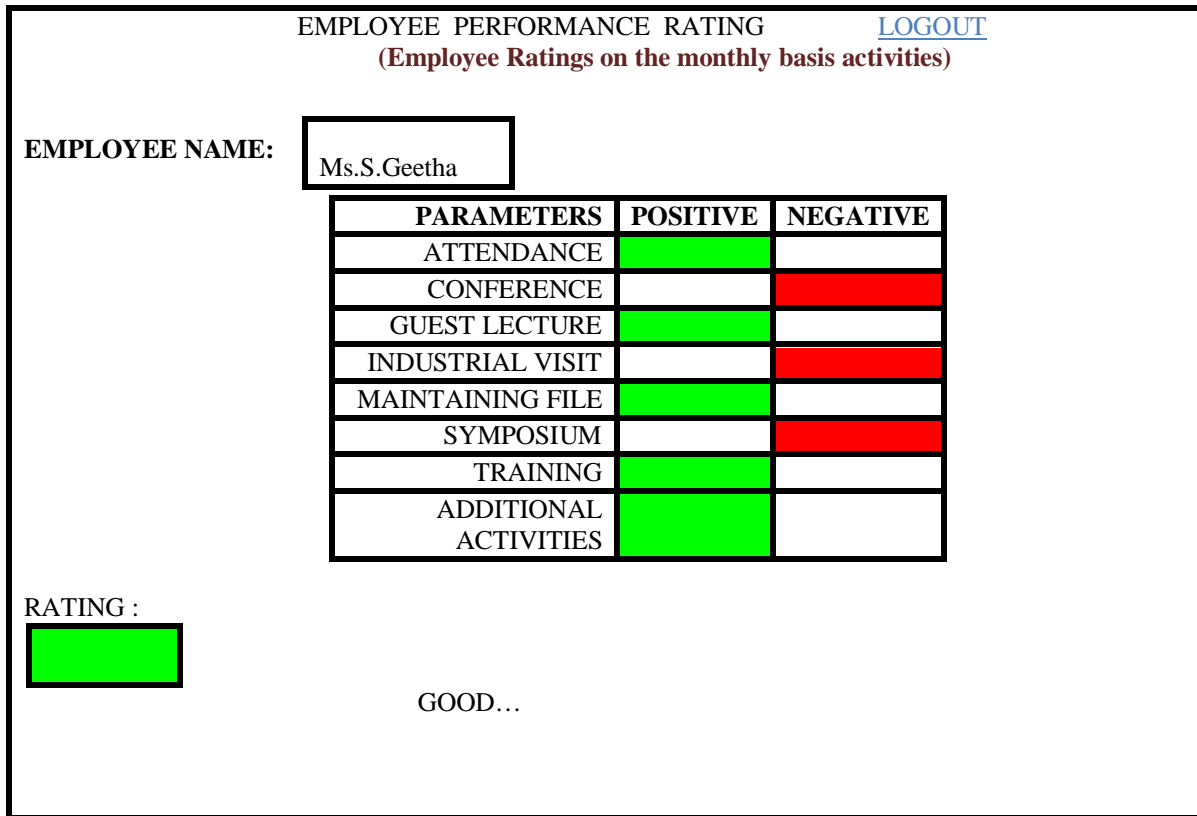 EMPLOYEE PERFORMANCE RATING LOGOUT
(Employee Ratings on the monthly basis activities)
EMPLOYEE NAME:
Ms.S.Geetha
PARAMETERS POSITIVE NEGATIVE
ATTENDANCE
CONFERENCE
GUEST LECTURE
INDUSTRIAL VISIT
MAINTAINING FILE
SYMPOSIUM
TRAINING
ADDITIONAL
ACTIVITIES
RATING :
GOOD…